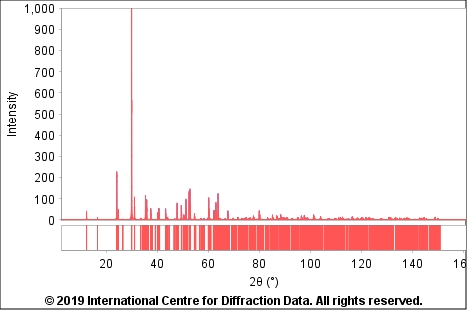 1,000
900
800
700
600
500
400
300
200
100
0
Intensity
20 40 60 80 100 120 140 16
2θ (°)
© 2019 International Centre for Diffraction Data. All rights reserved.